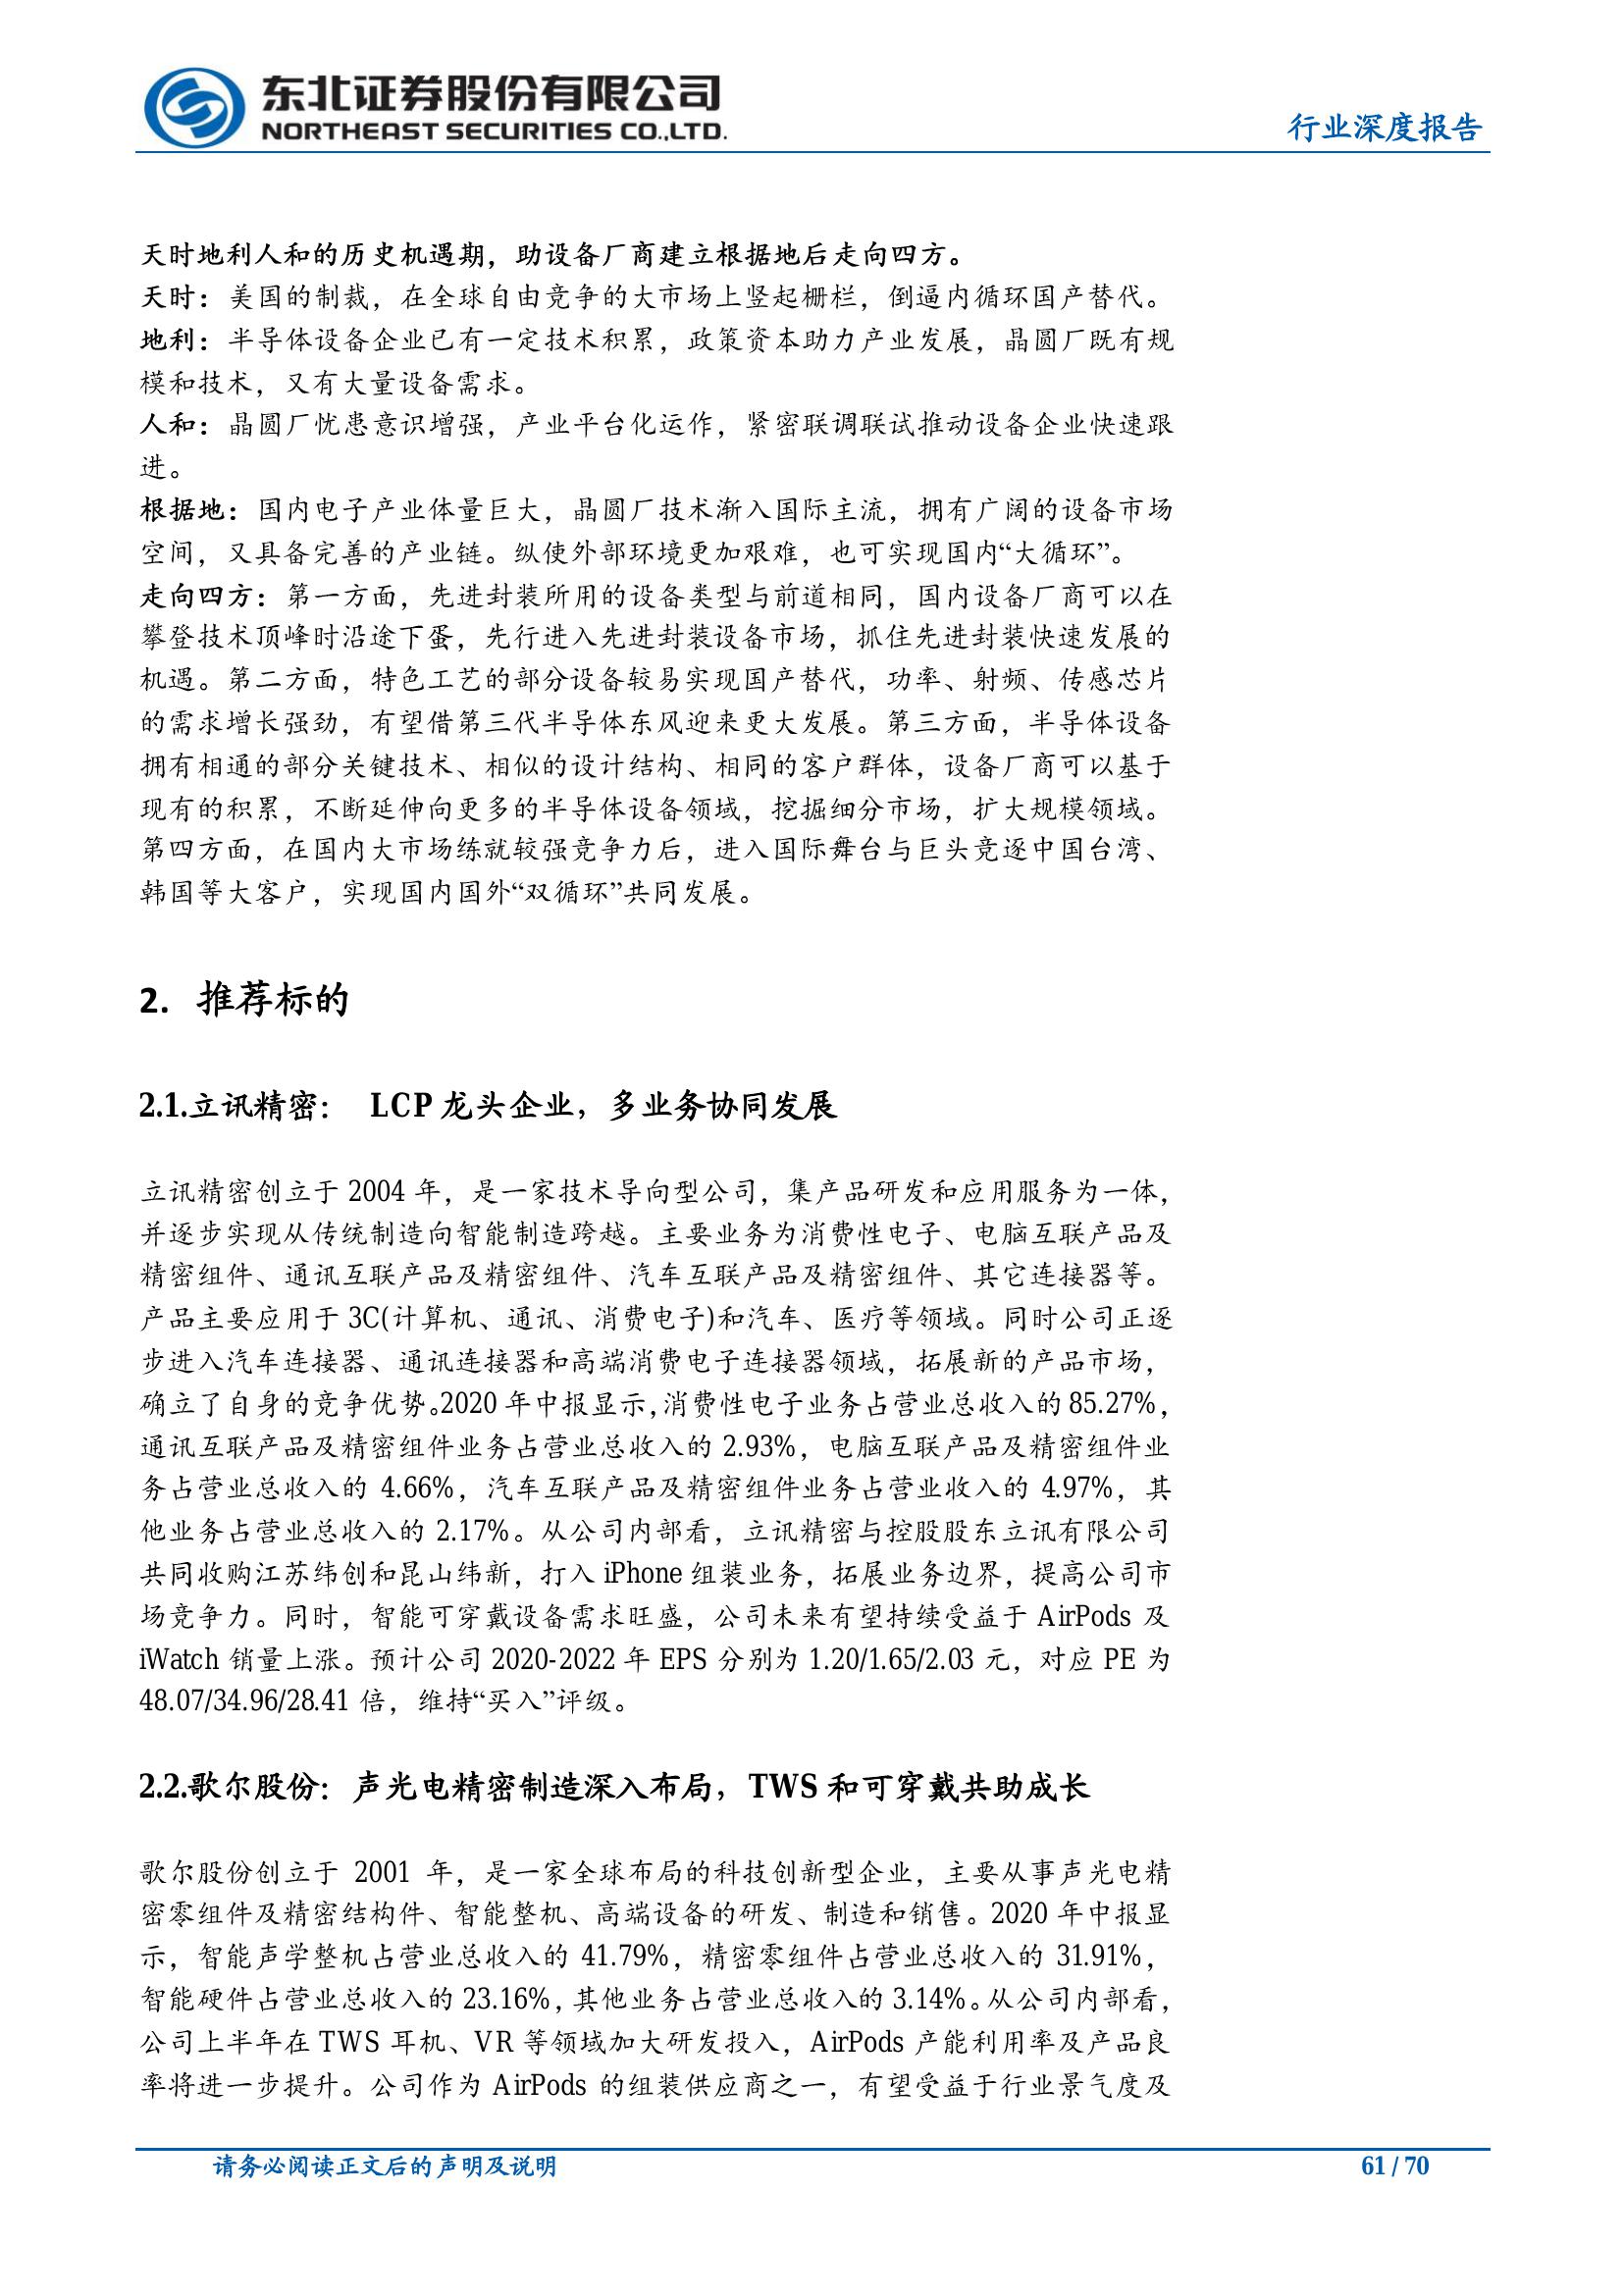 东北证券股份有限公司
NORTHEAST SECURITIES CO.,LTD.
行业深度报告
天时地利人和的历史机遇期，助设备厂商建立根据地后走向四方。
天时：美国的制裁，在全球自由竞争的大市场上竖起栅栏，倒逼内循环国产替代。
地利：半导体设备企业已有一定技术积累，政策资本助力产业发展，晶圆厂既有规
模和技术，又有大量设备需求。
人和：晶圆厂忧患意识增强，产业平台化运作，紧密联调联试推动设备企业快速跟
进。
根据地：国内电子产业体量巨大，晶圆厂技术渐入国际主流，拥有广阔的设备市场
空间，又具备完善的产业链。纵使外部环境更加艰难，也可实现国内“大循环”。
走向四方：第一方面，先进封装所用的设备类型与前道相同，国内设备厂商可以在
攀登技术顶峰时沿途下蛋，先行进入先进封装设备市场，抓住先进封装快速发展的
机遇。第二方面，特色工艺的部分设备较易实现国产替代，功率、射频、传感芯片
的需求增长强劲，有望借第三代半导体东风迎来更大发展。第三方面，半导体设备
拥有相通的部分关键技术、相似的设计结构、相同的客户群体，设备厂商可以基于
现有的积累，不断延伸向更多的半导体设备领域，挖掘细分市场，扩大规模领域。
第四方面，在国内大市场练就较强竞争力后，进入国际舞台与巨头竞逐中国台湾、
韩国等大客户，实现国内国外“双循环”共同发展。
2. 推荐标的
2.1.立讯精密： LCP 龙头企业，多业务协同发展
立讯精密创立于 2004 年，是一家技术导向型公司，集产品研发和应用服务为一体，
并逐步实现从传统制造向智能制造跨越。主要业务为消费性电子、电脑互联产品及
精密组件、通讯互联产品及精密组件、汽车互联产品及精密组件、其它连接器等。
产品主要应用于 3C(计算机、通讯、消费电子)和汽车、医疗等领域。同时公司正逐
步进入汽车连接器、通讯连接器和高端消费电子连接器领域，拓展新的产品市场，
确立了自身的竞争优势。2020 年中报显示，消费性电子业务占营业总收入的 85.27%，
通讯互联产品及精密组件业务占营业总收入的 2.93%，电脑互联产品及精密组件业
务占营业总收入的 4.66%，汽车互联产品及精密组件业务占营业收入的 4.97%，其
他业务占营业总收入的 2.17%。从公司内部看，立讯精密与控股股东立讯有限公司
共同收购江苏纬创和昆山纬新，打入 iPhone 组装业务，拓展业务边界，提高公司市
场竞争力。同时，智能可穿戴设备需求旺盛，公司未来有望持续受益于 AirPods 及
iWatch 销量上涨。预计公司 2020-2022 年 EPS 分别为 1.20/1.65/2.03 元，对应 PE 为
48.07/34.96/28.41 倍，维持“买入”评级。
2.2.歌尔股份：声光电精密制造深入布局，TWS 和可穿戴共助成长
歌尔股份创立于 2001 年，是一家全球布局的科技创新型企业，主要从事声光电精
密零组件及精密结构件、智能整机、高端设备的研发、制造和销售。2020 年中报显
示，智能声学整机占营业总收入的 41.79%，精密零组件占营业总收入的 31.91%，
智能硬件占营业总收入的 23.16%，其他业务占营业总收入的 3.14%。从公司内部看，
公司上半年在 TWS 耳机、VR 等领域加大研发投入，AirPods 产能利用率及产品良
率将进一步提升。公司作为 AirPods 的组装供应商之一，有望受益于行业景气度及
请务必阅读正文后的声明及说明
61 / 70